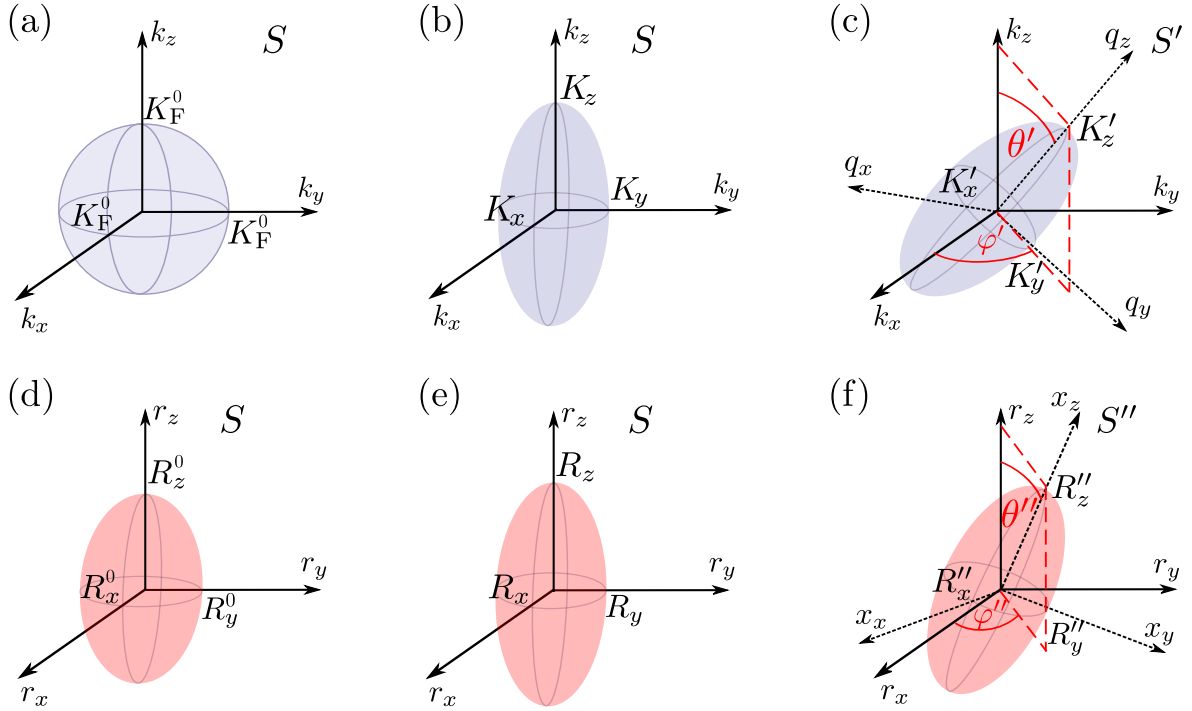 (a) k_z S
K_F^0
k_y
K_F^0
K_F^0
k_x
(b) k_z S
K_z
K_y k_y
K_x
k_x
(c) k_z q_z S′
K′_z
θ′
q_x K′_x k_y
φ′
K′_y
k_x q_y
(d) r_z S
R_z^0
r_y
R_x^0
R_y^0
r_x
(e) r_z S
R_z
r_y
R_x
R_y
r_x
(f) r_z x_z S″
R″_z
θ″
R″_x r_y
x_x φ″
R″_y x_y
r_x